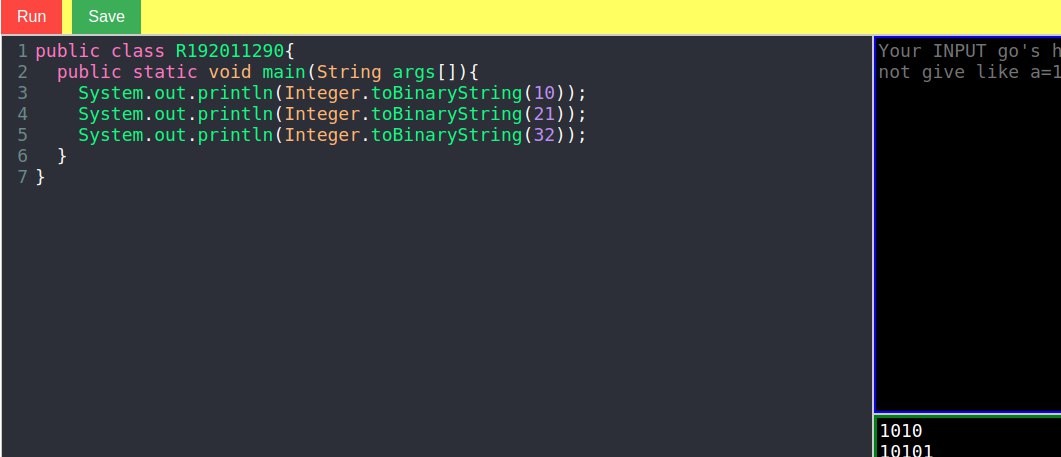 Run Save
1 public class R192011290{
2 public static void main(String args[]){
3 System.out.println(Integer.toBinaryString(10));
4 System.out.println(Integer.toBinaryString(21));
5 System.out.println(Integer.toBinaryString(32));
6 }
7 }
Your INPUT go's
not give like a=1
1010
10101